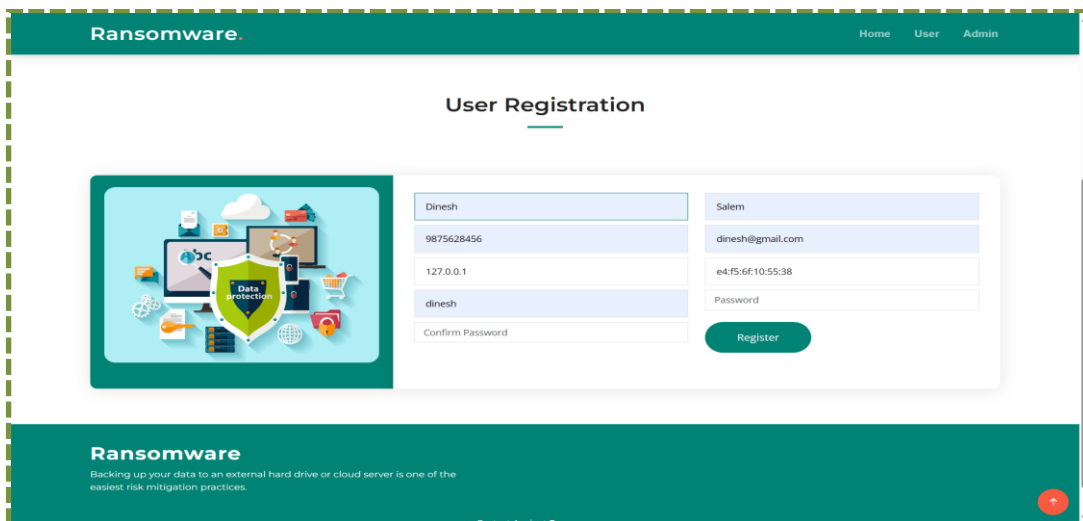 Ransomware.
Home User Admin
User Registration
Dinesh
Salem
9875628456
dinesh@gmail.com
127.0.0.1
e4:f5:6f:10:55:38
dinesh
Password
Confirm Password
Register
bc
Data
protection
Ransomware
Backing up your data to an external hard drive or cloud server is one of the
easiest risk mitigation practices.